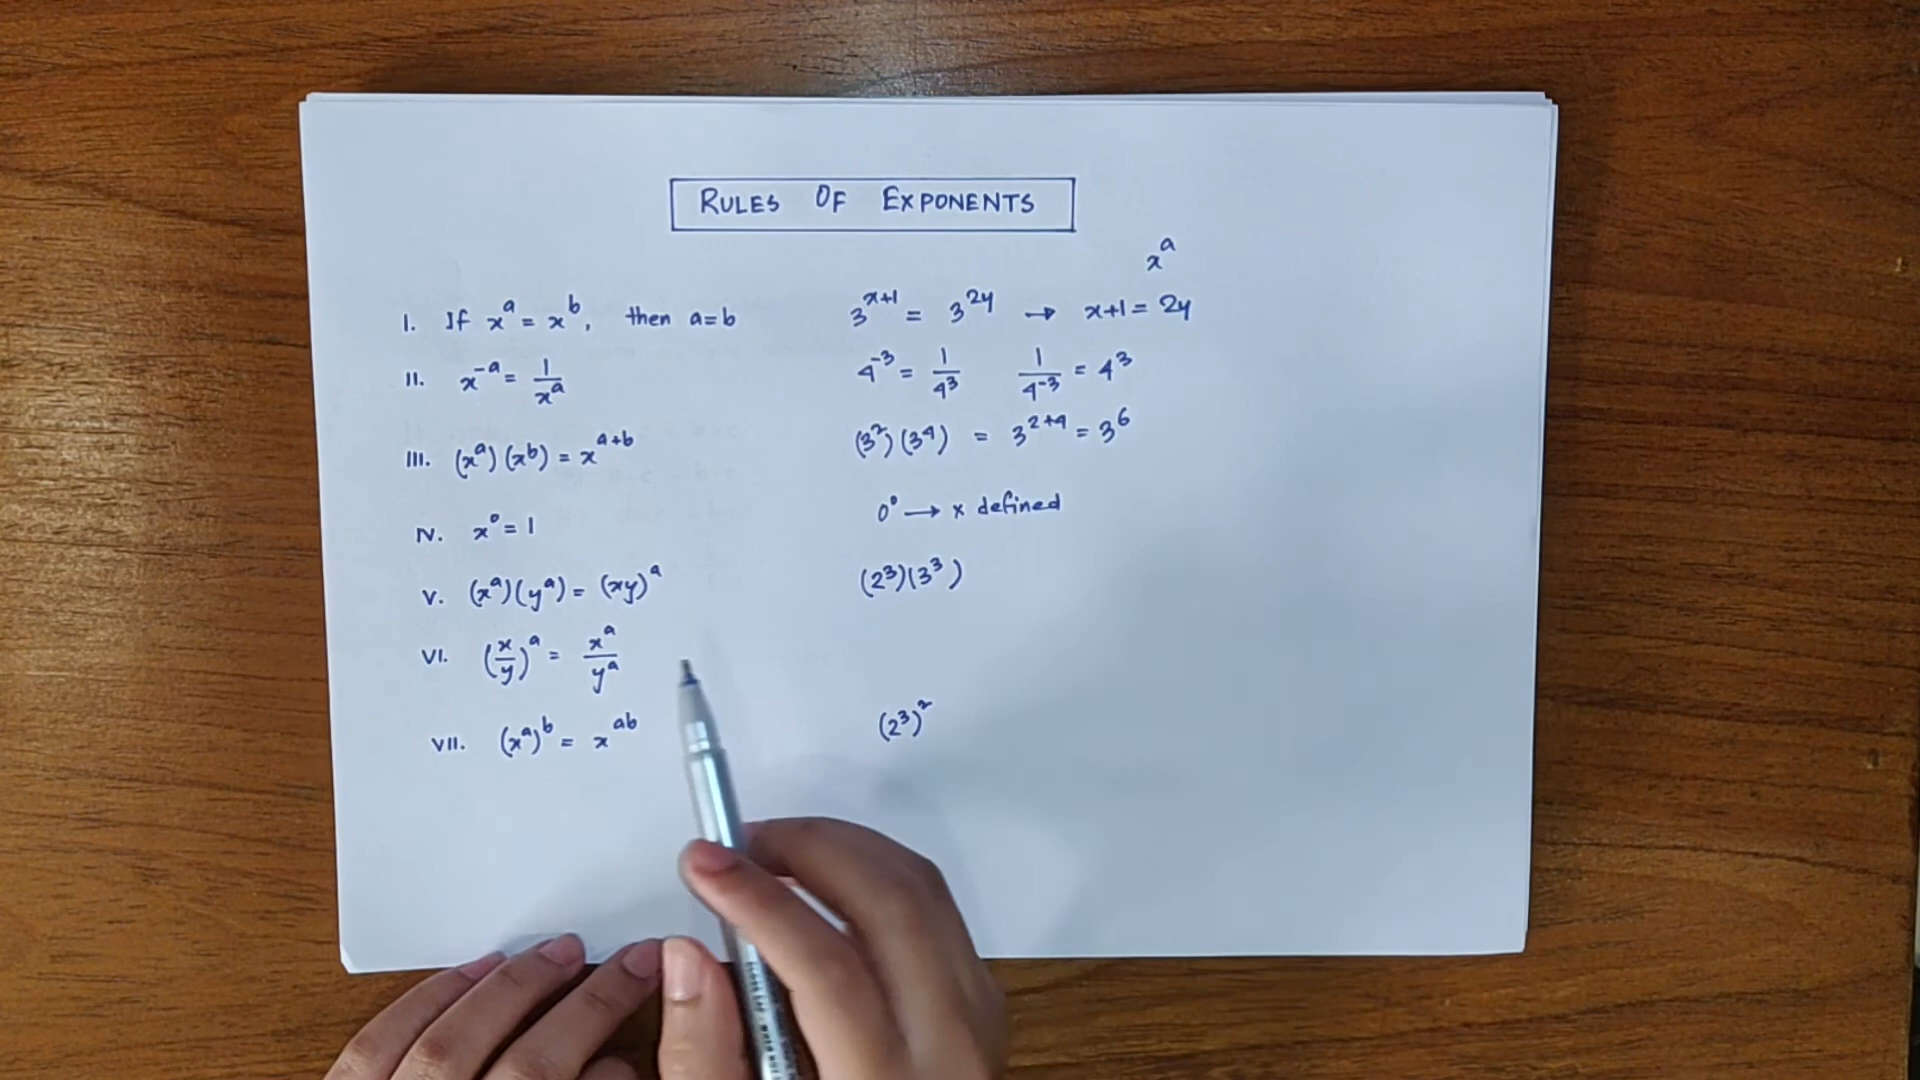 RULES OF EXPONENTS
x^a
I. If x^a = x^b, then a=b 3^(x+1) = 3^(2y) → x+1 = 2y
II. x^-a = 1/x^a 4^-3 = 1/4^3 1/4^-3 = 4^3
III. (x^a)(x^b) = x^(a+b) (3^2)(3^4) = 3^(2+4) = 3^6
IV. x^0 = 1 0^0 → x defined
V. (x^a)(y^a) = (xy)^a (2^3)(3^3)
VI. (x/y)^a = x^a/y^a
VII. (x^a)^b = x^ab (2^3)^2